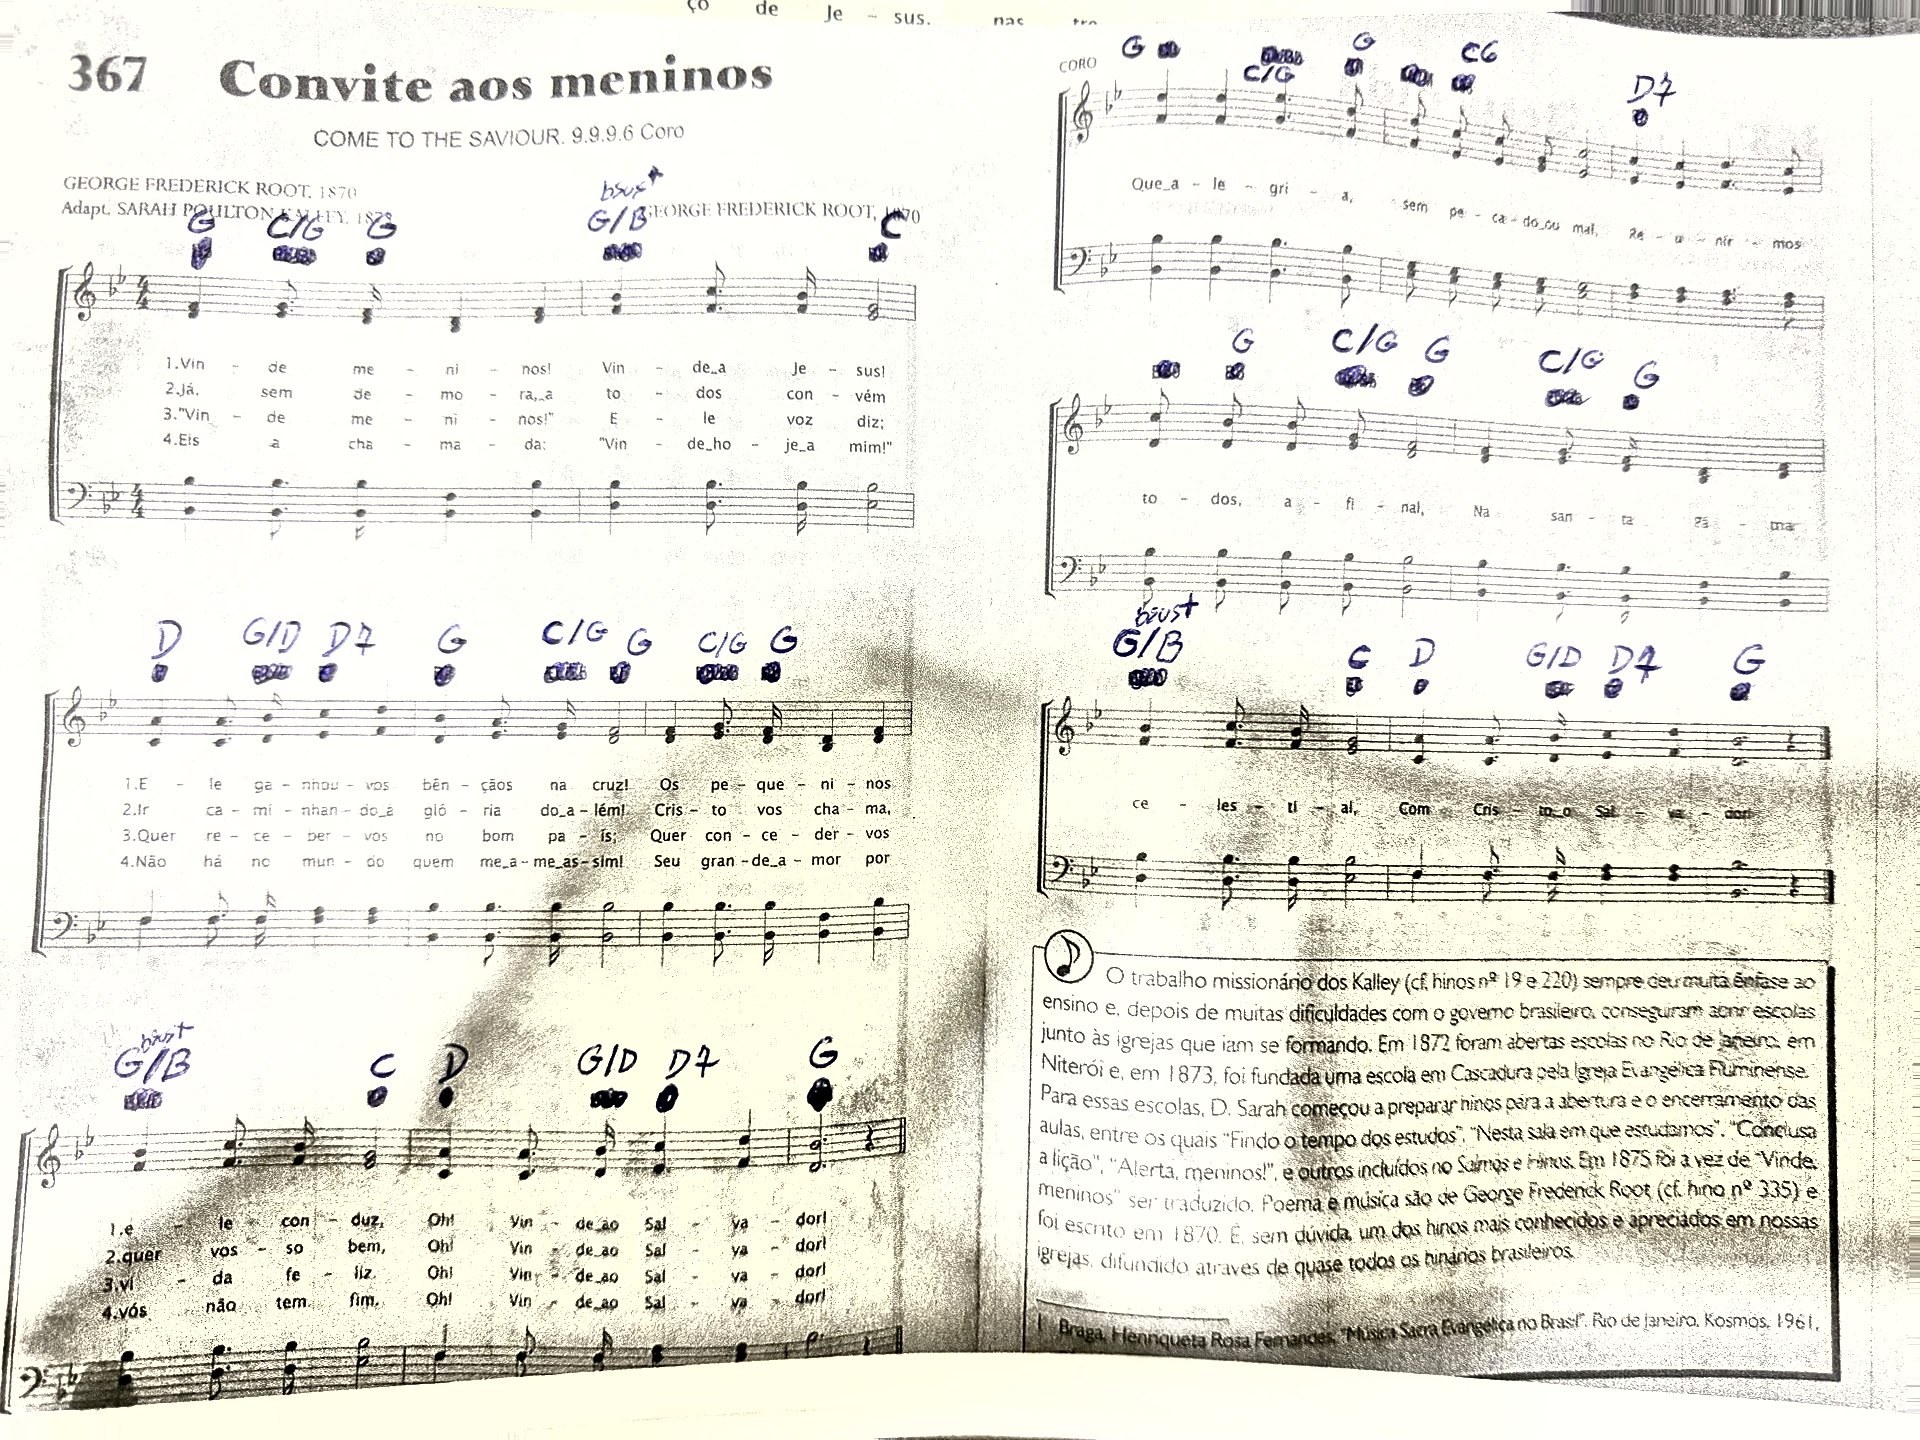 ço de Je - sus.
367 Convite aos meninos
COME TO THE SAVIOUR. 9.9.9.6 Coro
GEORGE FREDERICK ROOT, 1870
Adapt. SARAH POULTON KALLEY, 1875
GEORGE FREDERICK ROOT, 1870
G C/G G G/B C
1.Vin - de me - ni - nos! Vin - de_a Je - sus!
2.Já, sem de - mo - ra,_a to - dos con - vém
3."Vin - de me - ni - nos!" E - le voz diz;
4.Eis a cha - ma - da: "Vin - de_ho - je_a mim!"
D G/D D7 G C/G G C/G G
1.E - le ga - nhou - vos bên - çãos na cruz! Os pe - que - ni - nos
2.Ir ca - mi - nhan - do_a gló - ria do_a - lém! Cris - to vos cha - ma,
3.Quer re - ce - ber - vos no bom pa - ís; Quer con - ce - der - vos
4.Não há no mun - do quem me_a - me_as - sim! Seu gran - de_a - mor por
G/B C D G/D D7 G
1.e - le con - duz, Oh! Vin - de_ao Sal - va - dor!
2.quer vos - so bem, Oh! Vin - de_ao Sal - va - dor!
3.vi - da fe - liz. Oh! Vin - de_ao Sal - va - dor!
4.vós não tem fim, Oh! Vin - de_ao Sal - va - dor!
CORO
G C/G G C6 D7
Que_a - le - gri - a, sem pe - ca - do_ou mal, Re - u - nir - mos
G C/G G C/G G
to - dos, a - fi - nal, Na san - ta pá - tria
G/B C D G/D D7 G
ce - les - ti - al, Com Cris - to_o Sal - va - dor!
O trabalho missionário dos Kalley (cf. hinos nº 19 e 220) sempre deu muita ênfase ao
ensino e, depois de muitas dificuldades com o governo brasileiro, conseguiram abrir escolas
junto às igrejas que iam se formando. Em 1872 foram abertas escolas no Rio de Janeiro, em
Niterói e, em 1873, foi fundada uma escola em Cascadura pela Igreja Evangélica Fluminense.
Para essas escolas, D. Sarah começou a preparar hinos para a abertura e o encerramento das
aulas, entre os quais "Findo o tempo dos estudos", "Nesta sala em que estudamos", "Conclusa
a lição", "Alerta, meninos!", e outros incluídos no Salmos e Hinos. Em 1875 foi a vez de "Vinde,
meninos" ser traduzido. Poema e música são de George Frederick Root (cf. hino nº 335) e
foi escrito em 1870. É, sem dúvida, um dos hinos mais conhecidos e apreciados em nossas
igrejas, difundido através de quase todos os hinários brasileiros.
1 Braga, Henriqueta Rosa Fernandes, "Música Sacra Evangélica no Brasil". Rio de Janeiro, Kosmos, 1961,